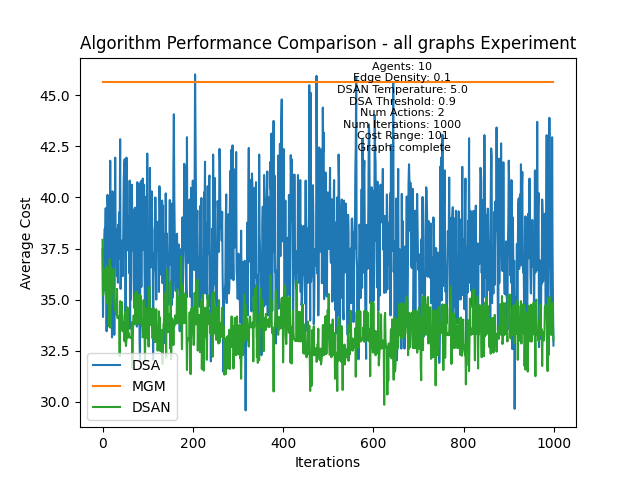 Algorithm Performance Comparison - all graphs Experiment
Agents: 10
Edge Density: 0.1
DSAN Temperature: 5.0
DSA Threshold: 0.9
Num Actions: 2
Num Iterations: 1000
Cost Range: 101
Graph: complete
45.0
42.5
40.0
37.5
35.0
32.5
30.0
Average Cost
DSA
MGM
DSAN
0
200
400
600
800
1000
Iterations